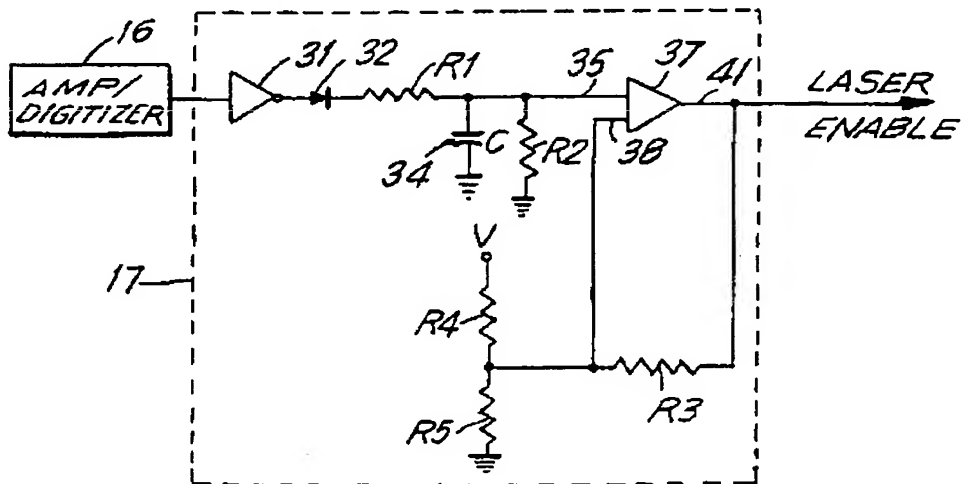 16
AMP/
DIGITIZER
31
32
R1
35
37
41
LASER
ENABLE
34
C
R2
38
V
17
R4
R3
R5